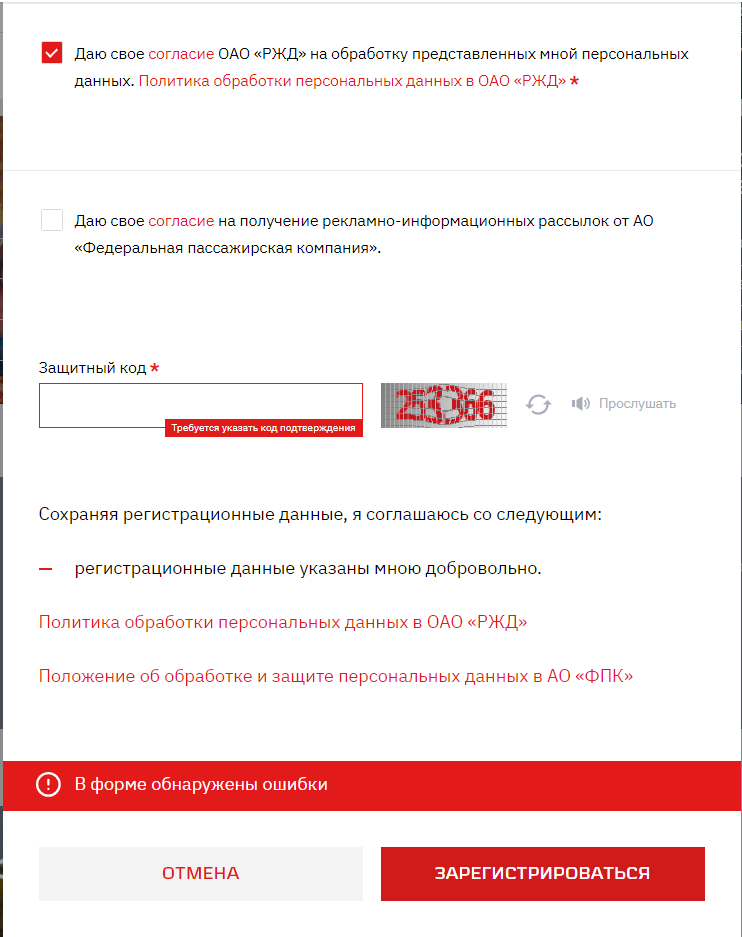 Даю свое согласие ОАО «РЖД» на обработку представленных мной персональных
данных. Политика обработки персональных данных в ОАО «РЖД» *
Даю свое согласие на получение рекламно-информационных рассылок от АО
«Федеральная пассажирская компания».
Защитный код *
Прослушать
Требуется указать код подтверждения
Сохраняя регистрационные данные, я соглашаюсь со следующим:
— регистрационные данные указаны мною добровольно.
Политика обработки персональных данных в ОАО «РЖД»
Положение об обработке и защите персональных данных в АО «ФПК»
В форме обнаружены ошибки
ОТМЕНА
ЗАРЕГИСТРИРОВАТЬСЯ